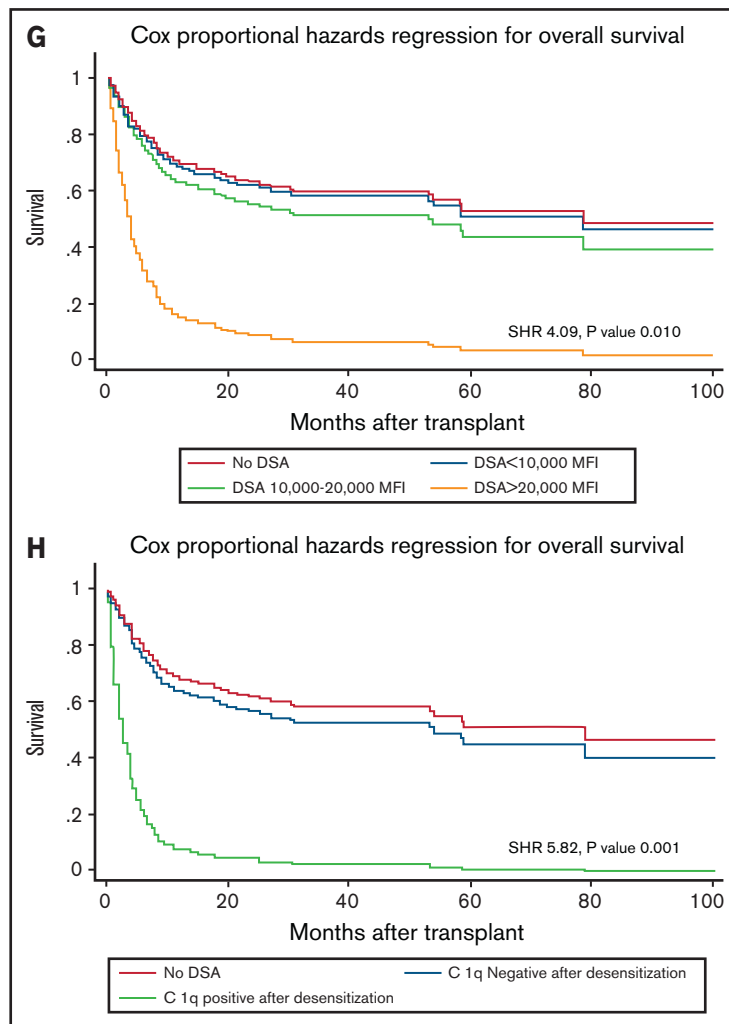 G
Cox proportional hazards regression for overall survival
1
.8
.6
.4
.2
0
Survival
SHR 4.09, P value 0.010
0 20 40 60 80 100
Months after transplant
No DSA DSA<10,000 MFI
DSA 10,000-20,000 MFI DSA>20,000 MFI
H
Cox proportional hazards regression for overall survival
1
.8
.6
.4
.2
0
Survival
SHR 5.82, P value 0.001
0 20 40 60 80 100
Months after transplant
No DSA C 1q Negative after desensitization
C 1q positive after desensitization